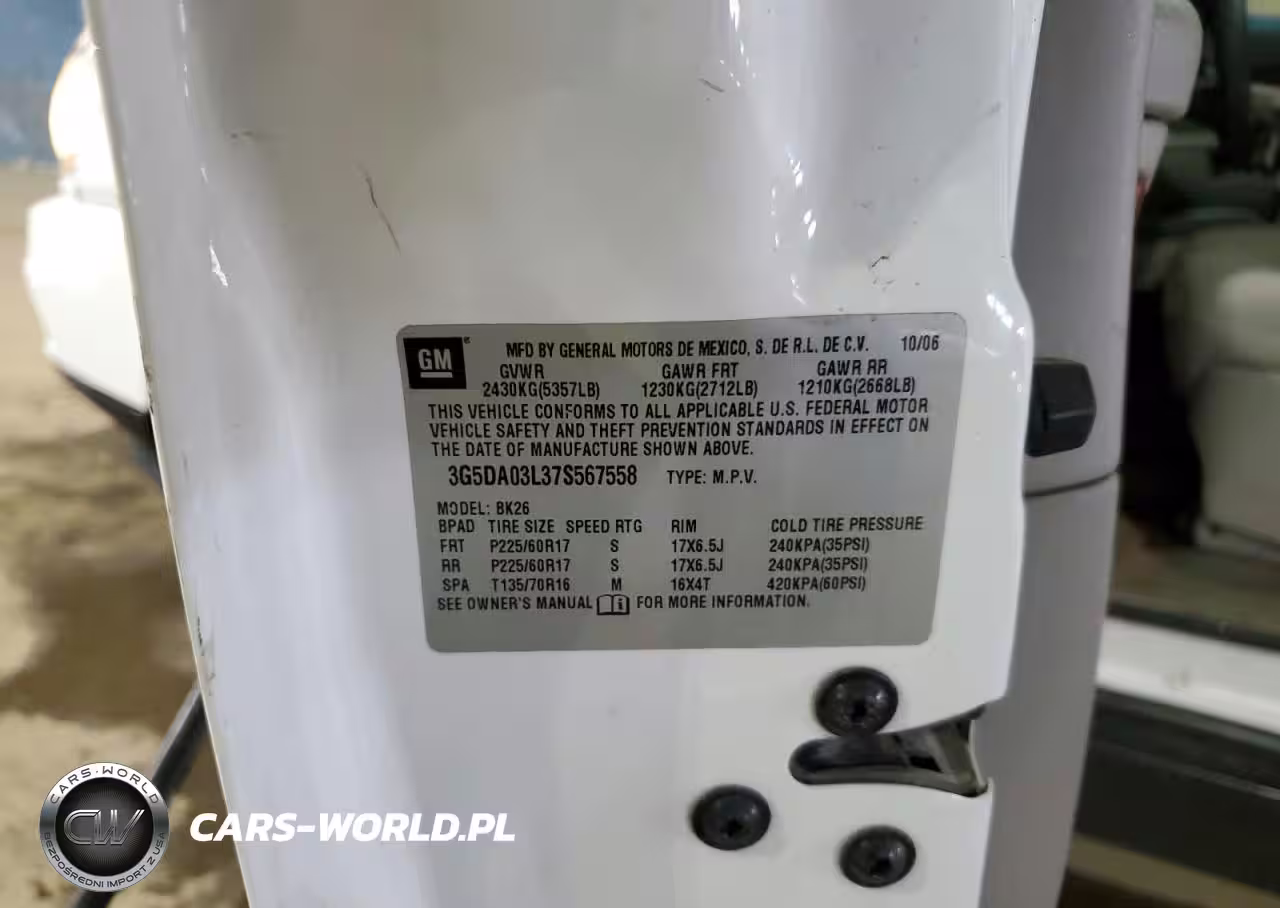 GM® MFD BY GENERAL MOTORS DE MEXICO, S. DE R.L. DE C.V. 10/06
GVWR GAWR FRT GAWR RR
2430KG(5357LB) 1230KG(2712LB) 1210KG(2668LB)
THIS VEHICLE CONFORMS TO ALL APPLICABLE U.S. FEDERAL MOTOR
VEHICLE SAFETY AND THEFT PREVENTION STANDARDS IN EFFECT ON
THE DATE OF MANUFACTURE SHOWN ABOVE.
3G5DA03L37S567558 TYPE: M.P.V.
MODEL: BK26
BPAD TIRE SIZE SPEED RTG RIM COLD TIRE PRESSURE
FRT P225/60R17 S 17X6.5J 240KPA(35PSI)
RR P225/60R17 S 17X6.5J 240KPA(35PSI)
SPA T135/70R16 M 16X4T 420KPA(60PSI)
SEE OWNER'S MANUAL FOR MORE INFORMATION.
CARS-WORLD
CW
BEZPOŚREDNI IMPORT Z USA
CARS-WORLD.PL